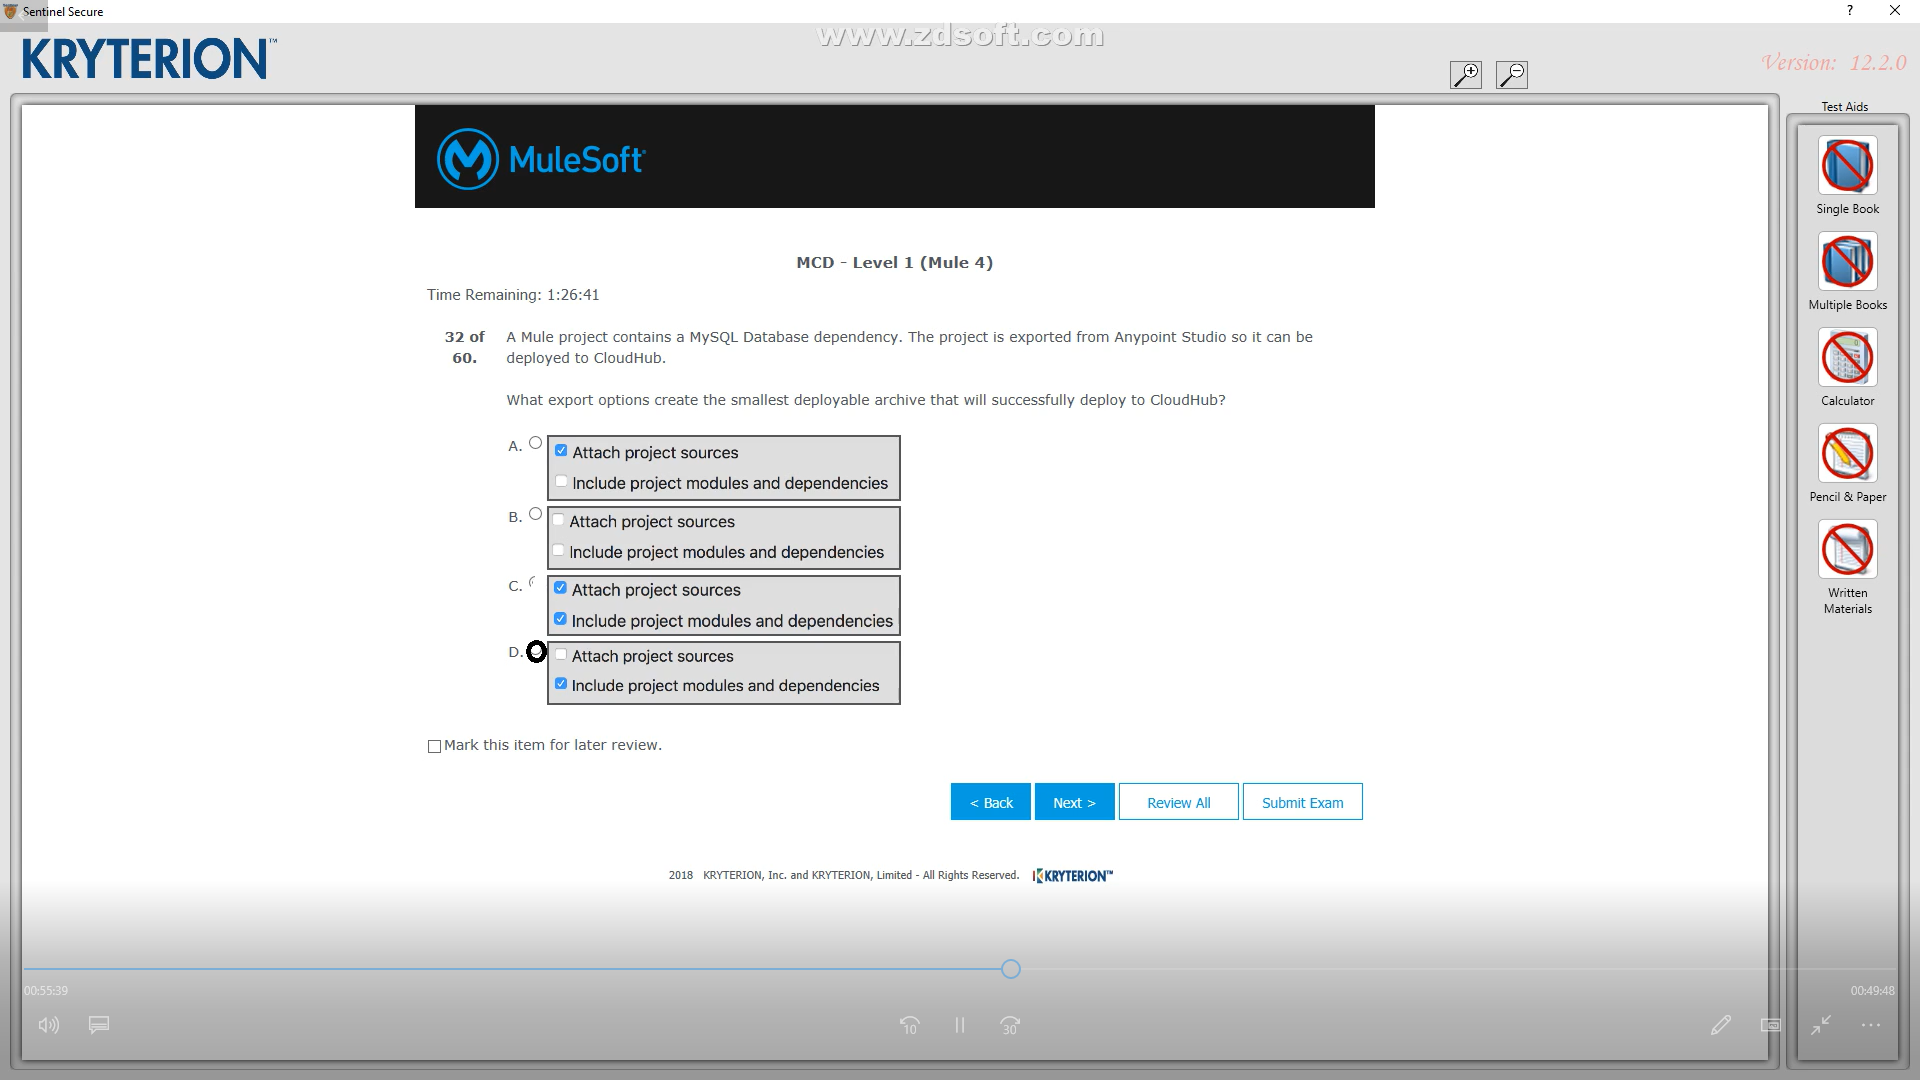 Sentinel Secure
?
www.zdsoft.com
KRYTERION™
Version: 12.2.0
Test Aids
MuleSoft
Single Book
MCD - Level 1 (Mule 4)
Time Remaining: 1:26:41
Multiple Books
32 of 60. A Mule project contains a MySQL Database dependency. The project is exported from Anypoint Studio so it can be
deployed to CloudHub.
What export options create the smallest deployable archive that will successfully deploy to CloudHub?
Calculator
A. Attach project sources
Include project modules and dependencies
Pencil & Paper
B. Attach project sources
Include project modules and dependencies
C. Attach project sources
Written
Materials
Include project modules and dependencies
D. Attach project sources
Include project modules and dependencies
Mark this item for later review.
< Back Next > Review All Submit Exam
2018 KRYTERION, Inc. and KRYTERION, Limited - All Rights Reserved. KRYTERION™
00:55:39 00:49:48
10 30